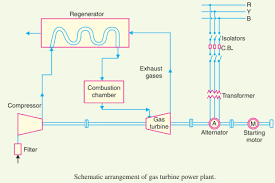 Regenerator
R
Y
B
Isolators
C.B.
Exhaust
gases
Combustion
chamber
Compressor
Gas
turbine
Transformer
A
M
Alternator
Starting
motor
Filter
Schematic arrangement of gas turbine power plant.